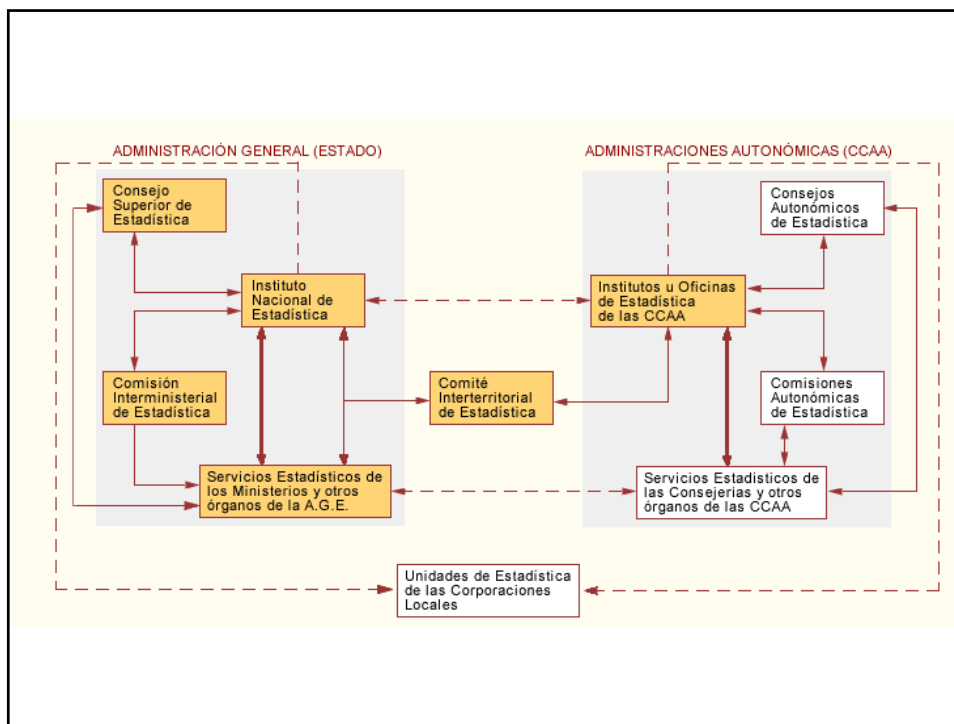 ADMINISTRACIÓN GENERAL (ESTADO)
ADMINISTRACIONES AUTONÓMICAS (CCAA)
Consejo
Superior de
Estadística
Consejos
Autonómicos
de Estadística
Instituto
Nacional de
Estadística
Institutos u Oficinas
de Estadística
de las CCAA
Comisión
Interministerial
de Estadística
Comité
Interterritorial
de Estadística
Comisiones
Autonómicas
de Estadística
Servicios Estadísticos de
los Ministerios y otros
órganos de la A.G.E.
Servicios Estadísticos de
las Consejerías y otros
órganos de las CCAA
Unidades de Estadística
de las Corporaciones
Locales